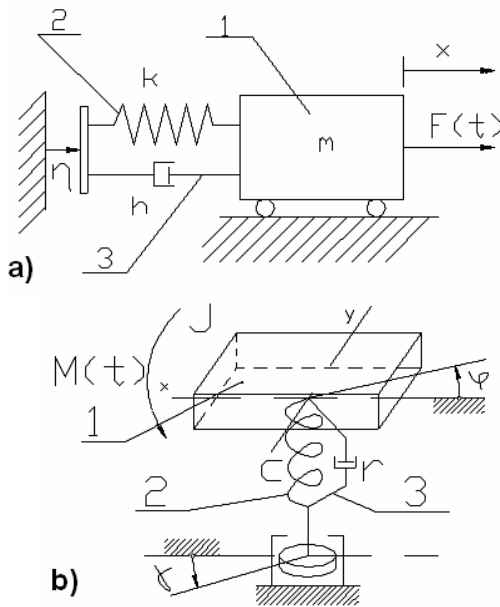 2
1
x
k
m
F(t)
η
h
3
a)
J
y
M(t)
x
φ
1
c
r
2
3
γ
b)